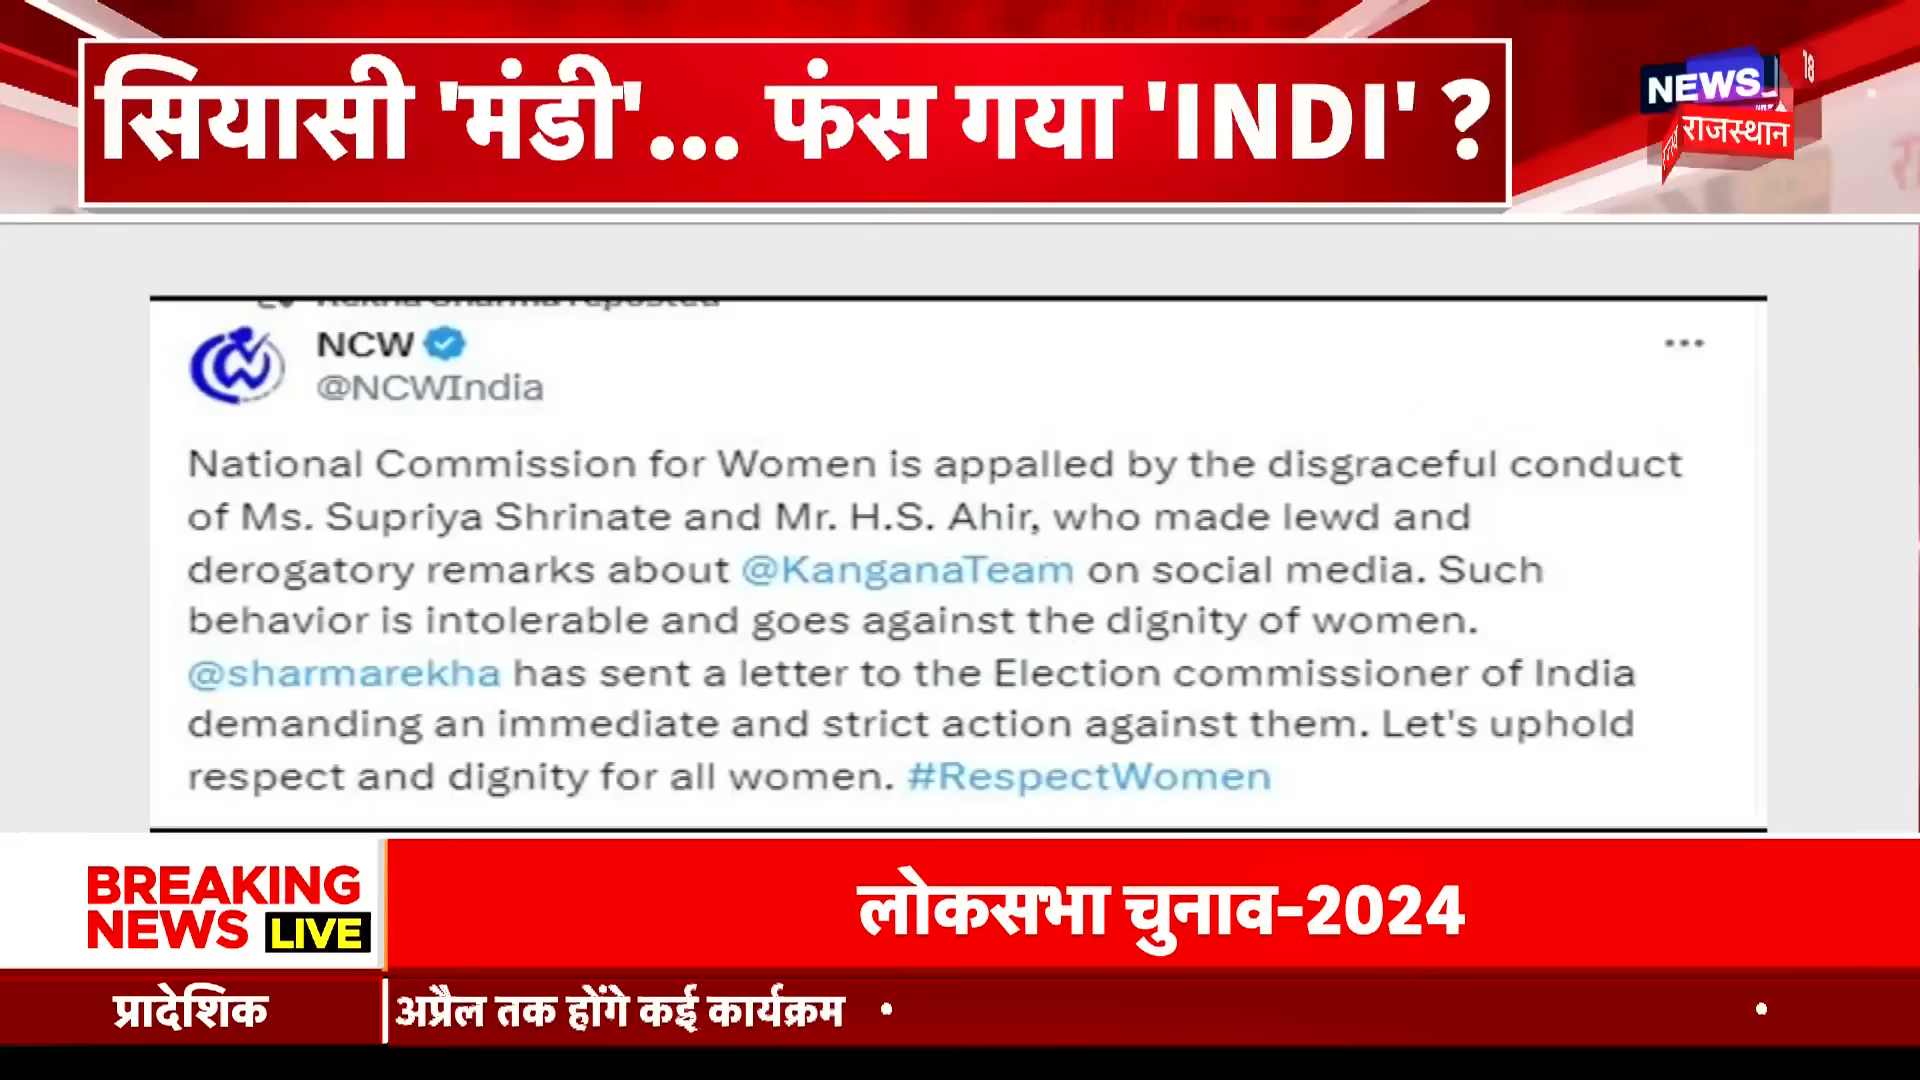 सियासी 'मंडी'... फंस गया 'INDI' ?
NEWS
18
राजस्थान
Rekha Sharma reposted
NCW
@NCWIndia
National Commission for Women is appalled by the disgraceful conduct
of Ms. Supriya Shrinate and Mr. H.S. Ahir, who made lewd and
derogatory remarks about @KanganaTeam on social media. Such
behavior is intolerable and goes against the dignity of women.
@sharmarekha has sent a letter to the Election commissioner of India
demanding an immediate and strict action against them. Let's uphold
respect and dignity for all women. #RespectWomen
BREAKING
NEWS LIVE
लोकसभा चुनाव-2024
प्रादेशिक
अप्रैल तक होंगे कई कार्यक्रम •